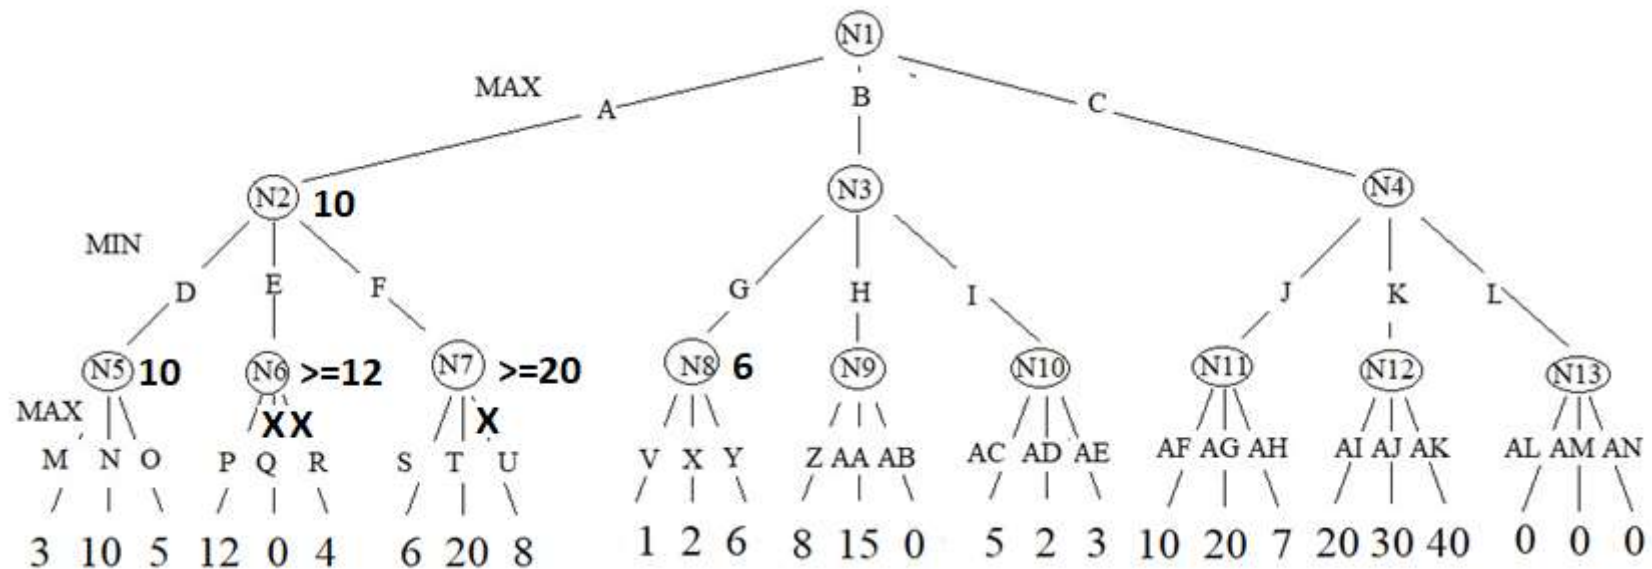 N1
MAX A B C
N2 10 N3 N4
MIN
D E F G H I J K L
N5 10 N6 >=12 N7 >=20 N8 6 N9 N10 N11 N12 N13
MAX X X X
M N O P Q R S T U V X Y Z AA AB AC AD AE AF AG AH AI AJ AK AL AM AN
3 10 5 12 0 4 6 20 8 1 2 6 8 15 0 5 2 3 10 20 7 20 30 40 0 0 0